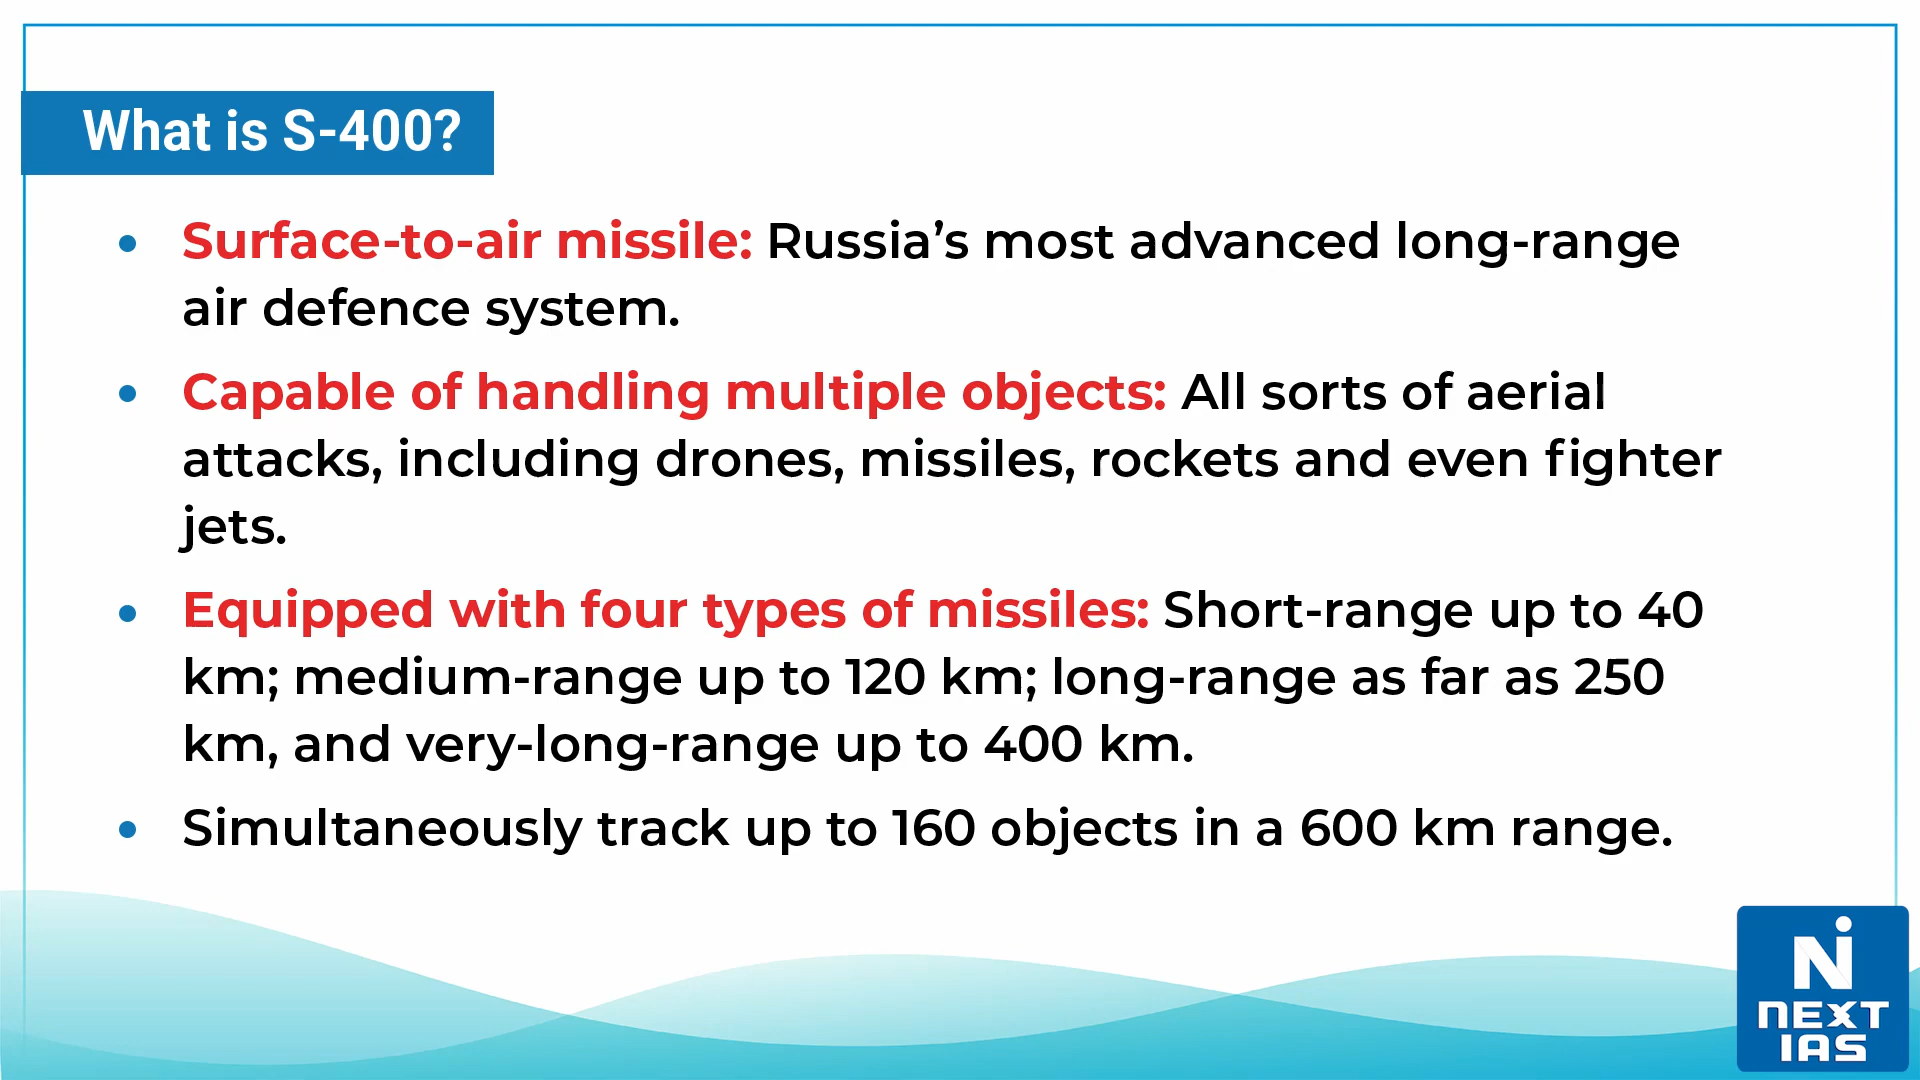 What is S-400?
• Surface-to-air missile: Russia’s most advanced long-range
air defence system.
• Capable of handling multiple objects: All sorts of aerial
attacks, including drones, missiles, rockets and even fighter
jets.
• Equipped with four types of missiles: Short-range up to 40
km; medium-range up to 120 km; long-range as far as 250
km, and very-long-range up to 400 km.
• Simultaneously track up to 160 objects in a 600 km range.
NEXT
IAS